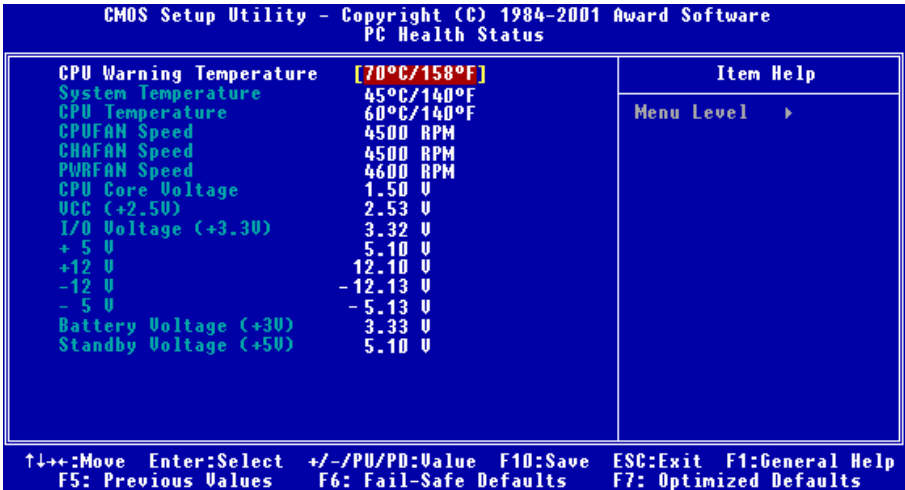 CMOS Setup Utility – Copyright (C) 1984-2001 Award Software
PC Health Status
CPU Warning Temperature [70°C/158°F]
System Temperature 45°C/140°F
CPU Temperature 60°C/140°F
CPUFAN Speed 4500 RPM
CHAFAN Speed 4500 RPM
PWRFAN Speed 4600 RPM
CPU Core Voltage 1.50 V
VCC (+2.5V) 2.53 V
I/O Voltage (+3.3V) 3.32 V
+ 5 V 5.10 V
+12 V 12.10 V
-12 V -12.13 V
- 5 V -5.13 V
Battery Voltage (+3V) 3.33 V
Standby Voltage (+5V) 5.10 V
Item Help
Menu Level ▸
↑↓→←:Move Enter:Select +/-/PU/PD:Value F10:Save ESC:Exit F1:General Help
F5: Previous Values F6: Fail-Safe Defaults F7: Optimized Defaults